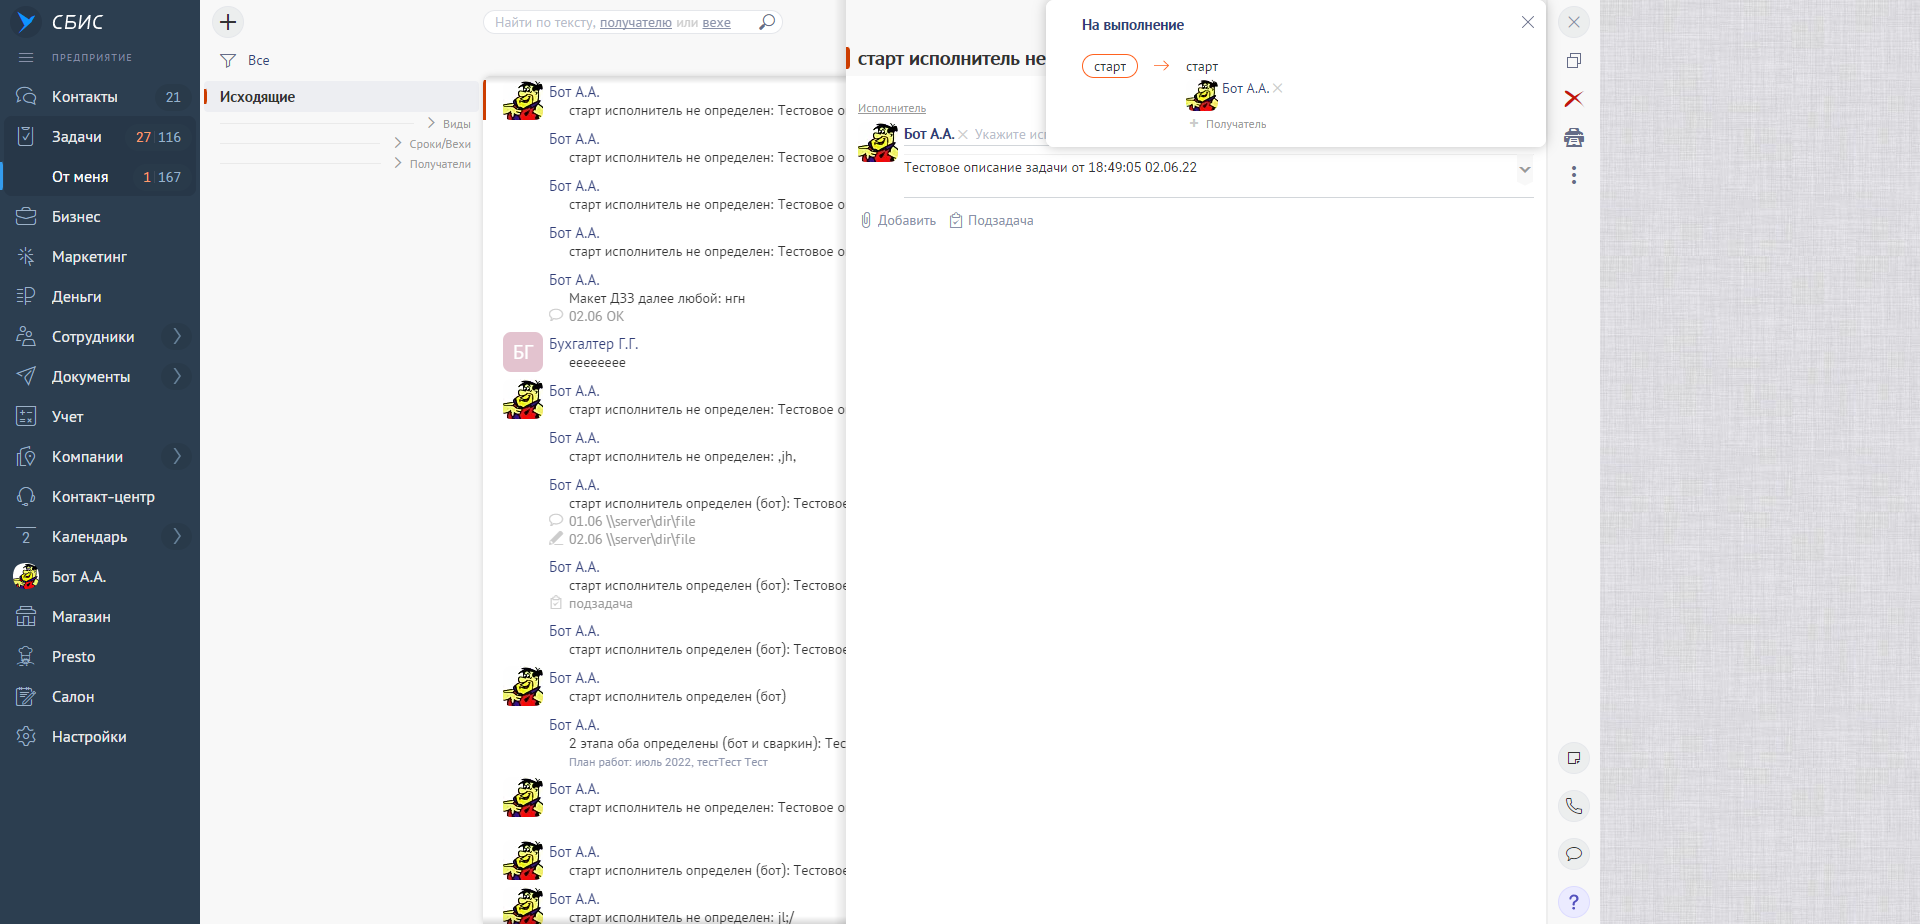 СБИС
ПРЕДПРИЯТИЕ
Контакты 21
Задачи 27 116
От меня 1 167
Бизнес
Маркетинг
Деньги
Сотрудники
Документы
Учет
Компании
Контакт-центр
2 Календарь
Бот А.А.
Магазин
Presto
Салон
Настройки
Найти по тексту, получателю или вехе
Все
Исходящие
Виды
Сроки/Вехи
Получатели
Бот А.А.
старт исполнитель не определен: Тестовое о
Бот А.А.
старт исполнитель не определен: Тестовое о
Бот А.А.
старт исполнитель не определен: Тестовое о
Бот А.А.
старт исполнитель не определен: Тестовое о
Бот А.А.
Макет ДЗЗ далее любой: нгн
02.06 ОК
БГ
Бухгалтер Г.Г.
еееееееe
Бот А.А.
старт исполнитель не определен: Тестовое о
Бот А.А.
старт исполнитель не определен: ,jh,
Бот А.А.
старт исполнитель определен (бот): Тестовое
01.06 \\server\dir\file
02.06 \\server\dir\file
Бот А.А.
старт исполнитель определен (бот): Тестовое
подзадача
Бот А.А.
старт исполнитель определен (бот): Тестовое
Бот А.А.
старт исполнитель определен (бот)
Бот А.А.
2 этапа оба определены (бот и сваркин): Тес
План работ: июль 2022, тестТест Тест
Бот А.А.
старт исполнитель не определен: Тестовое о
Бот А.А.
старт исполнитель определен (бот): Тестовое
Бот А.А.
старт исполнитель не определен: jl;/
старт исполнитель не
Исполнитель
Бот А.А. Укажите ис
Тестовое описание задачи от 18:49:05 02.06.22
Добавить Подзадача
На выполнение
старт старт
Бот А.А.
+ Получатель
?